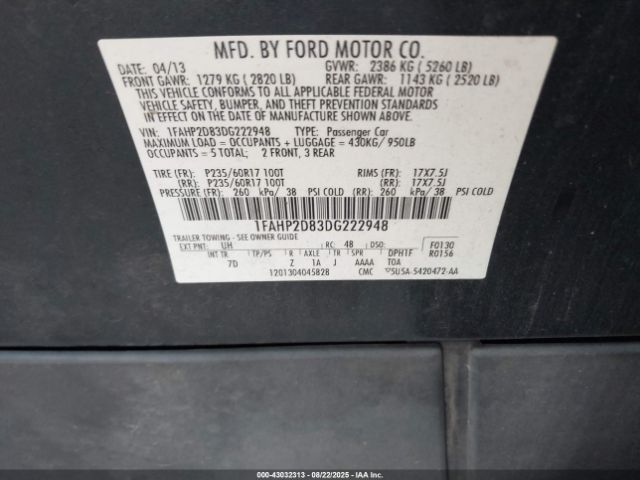 MFD. BY FORD MOTOR CO.
DATE: 04/13 GVWR: 2386 KG ( 5260 LB)
FRONT GAWR: 1279 KG ( 2820 LB) REAR GAWR: 1143 KG ( 2520 LB)
THIS VEHICLE CONFORMS TO ALL APPLICABLE FEDERAL MOTOR
VEHICLE SAFETY, BUMPER, AND THEFT PREVENTION STANDARDS
IN EFFECT ON THE DATE OF MANUFACTURE SHOWN ABOVE.
VIN: 1FAHP2D83DG222948 TYPE: Passenger Car
MAXIMUM LOAD = OCCUPANTS + LUGGAGE = 430KG/ 950LB
OCCUPANTS = 5 TOTAL; 2 FRONT, 3 REAR
TIRE (FR): P235/60R17 100T RIMS (FR): 17X7.5J
(RR): P235/60R17 100T (RR): 17X7.5J
PRESSURE (FR): 260 kPa/ 38 PSI COLD (RR): 260 kPa/ 38 PSI COLD
1FAHP2D83DG222948
TRAILER TOWING - SEE OWNER GUIDE
EXT PNT: UH RC: 48 DSO: F0130
INT TR TP/PS R AXLE TR SPR DPH1F R0156
7D Z 1A J AAAA TOA
1201304045828 CMC 5U5A-5420472-AA
000-43032313 - 08/22/2025 - IAAI.COM